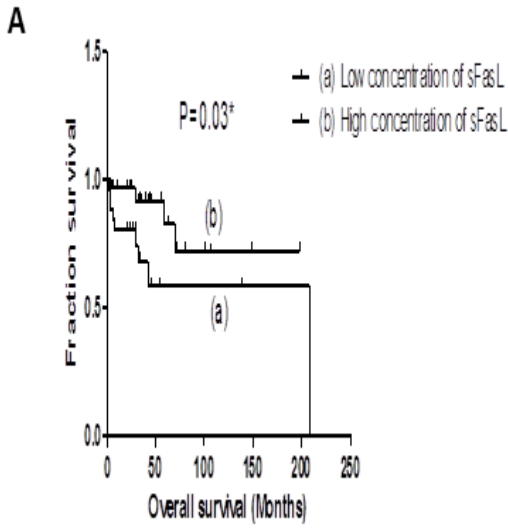 A
1.5
(a) Low concentration of sFasL
P=0.03*
(b) High concentration of sFasL
1.0
Fraction survival
(b)
0.5
(a)
0.0
0 50 100 150 200 250
Overall survival (Months)